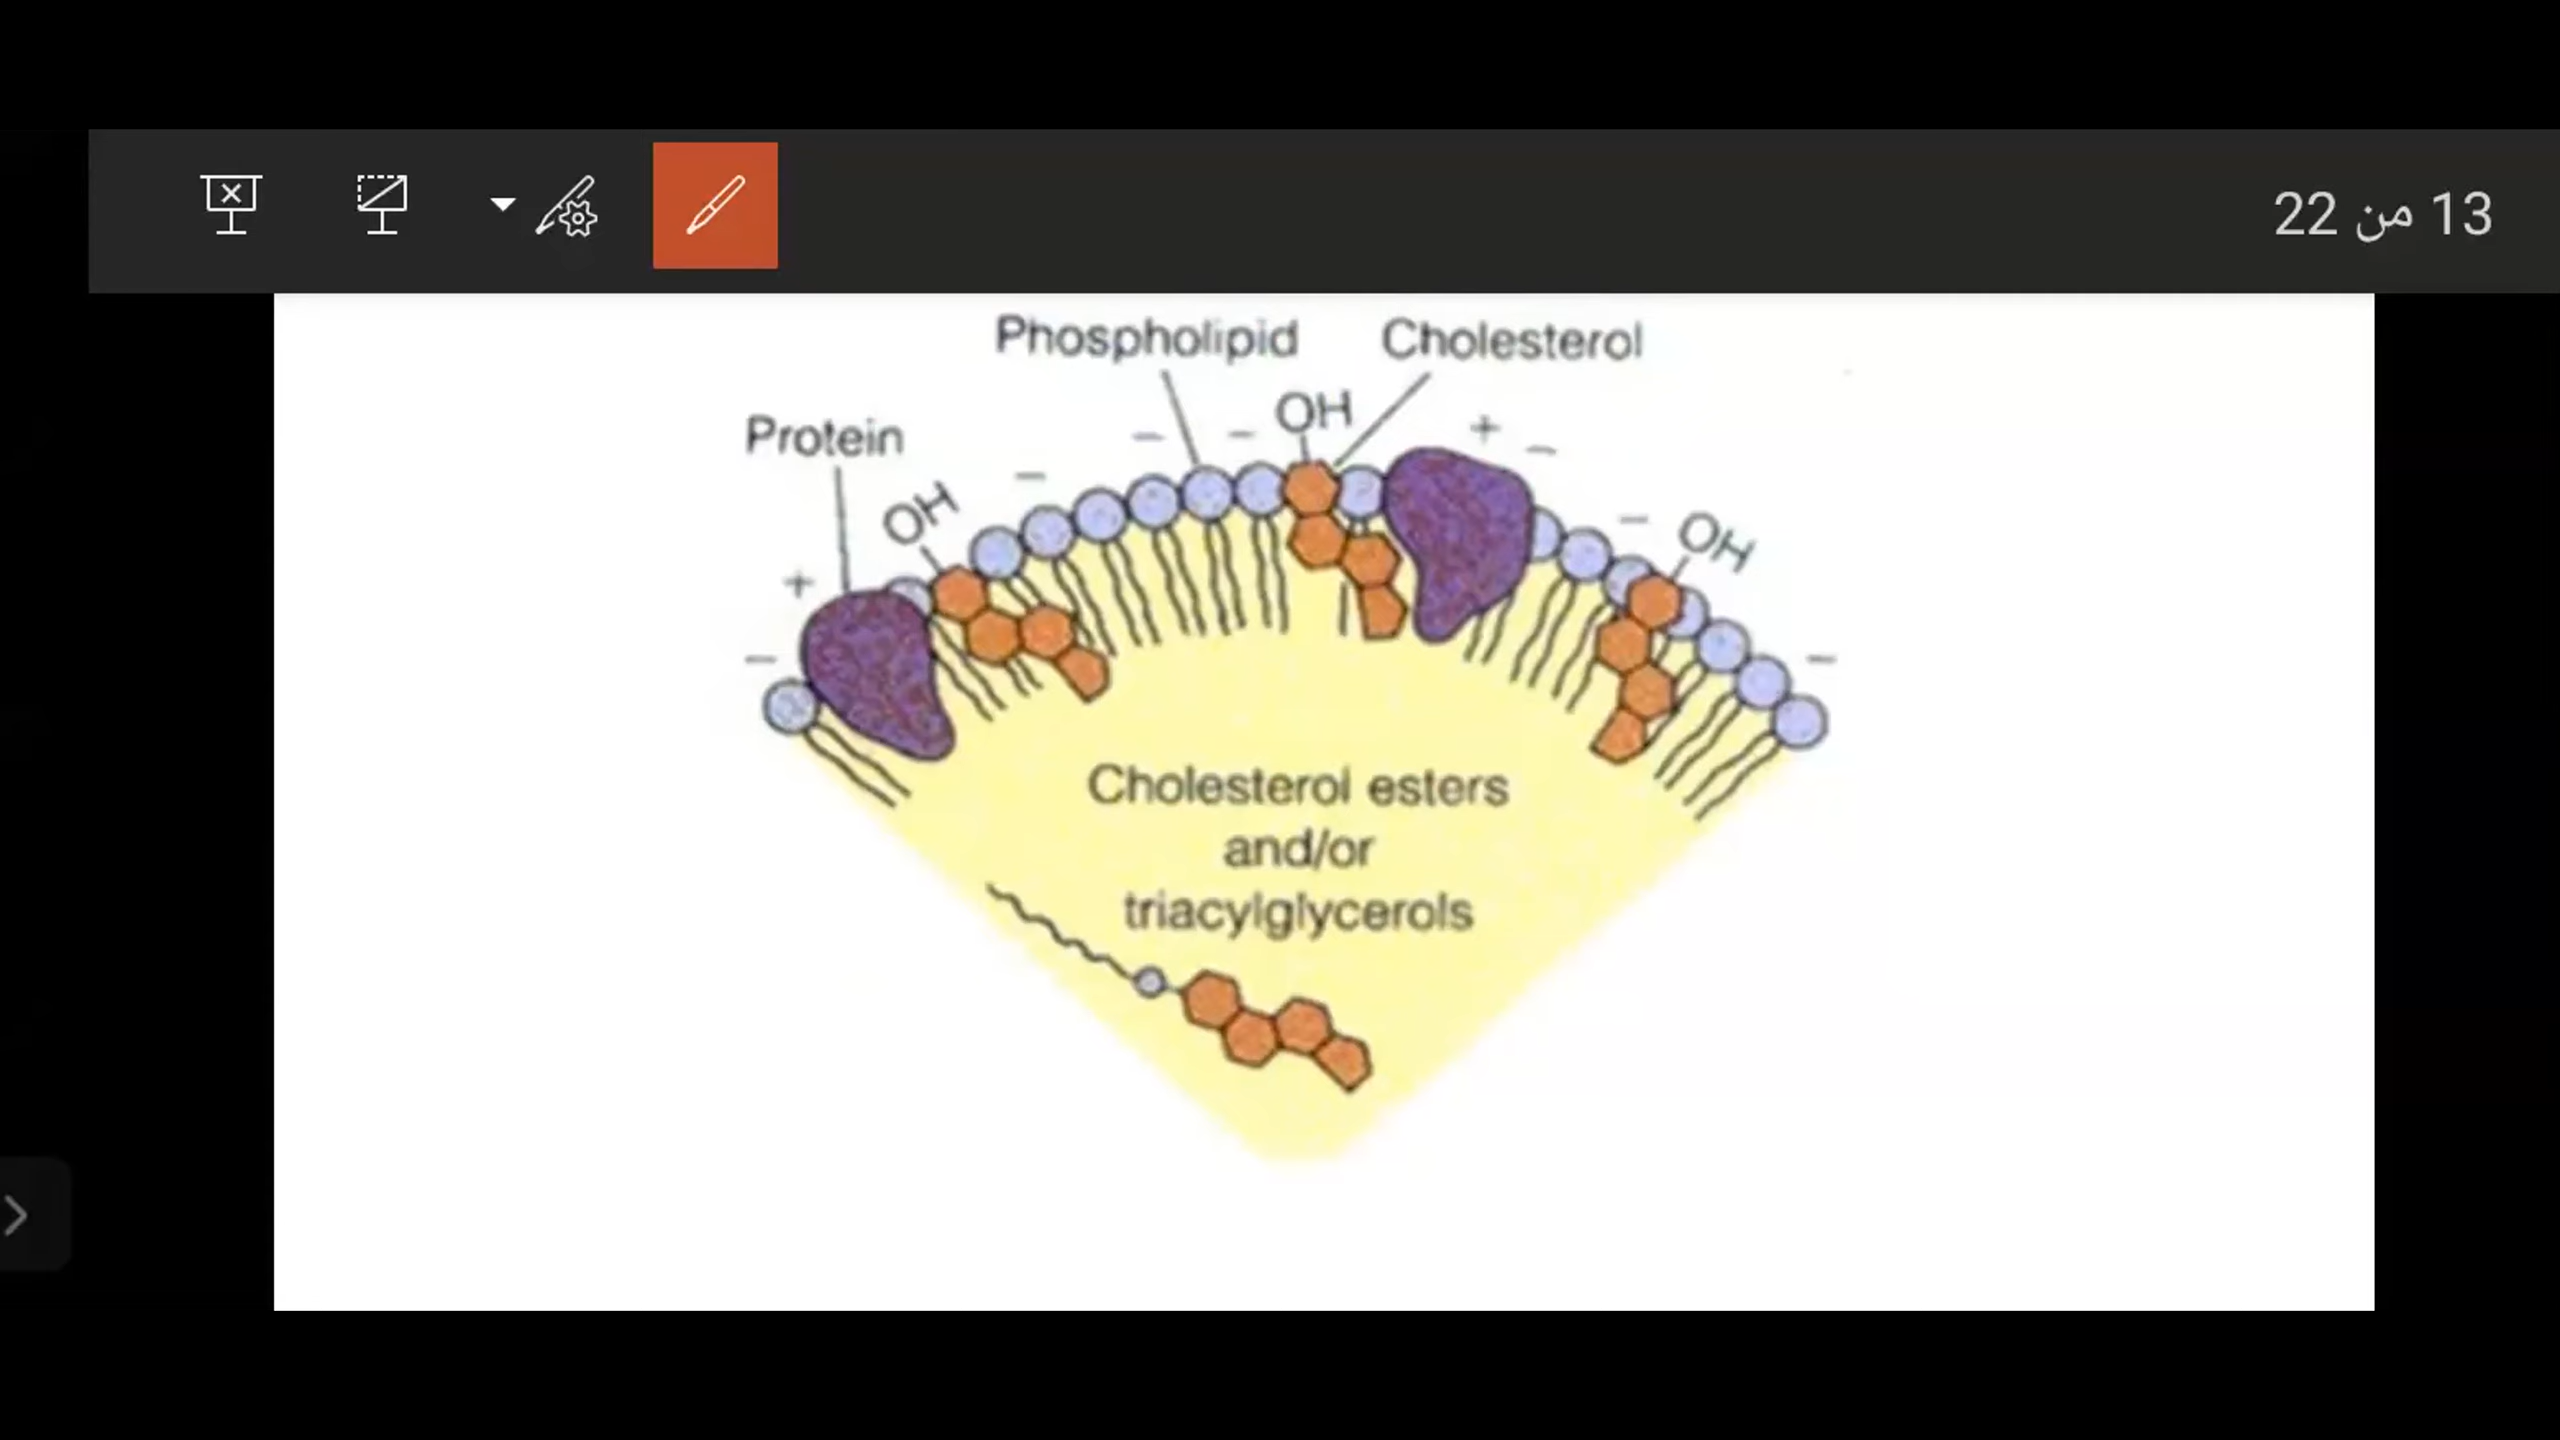 13 من 22
Phospholipid
Cholesterol
Protein
OH
OH
OH
+
+
−
−
−
−
−
−
−
Cholesterol esters
and/or
triacylglycerols